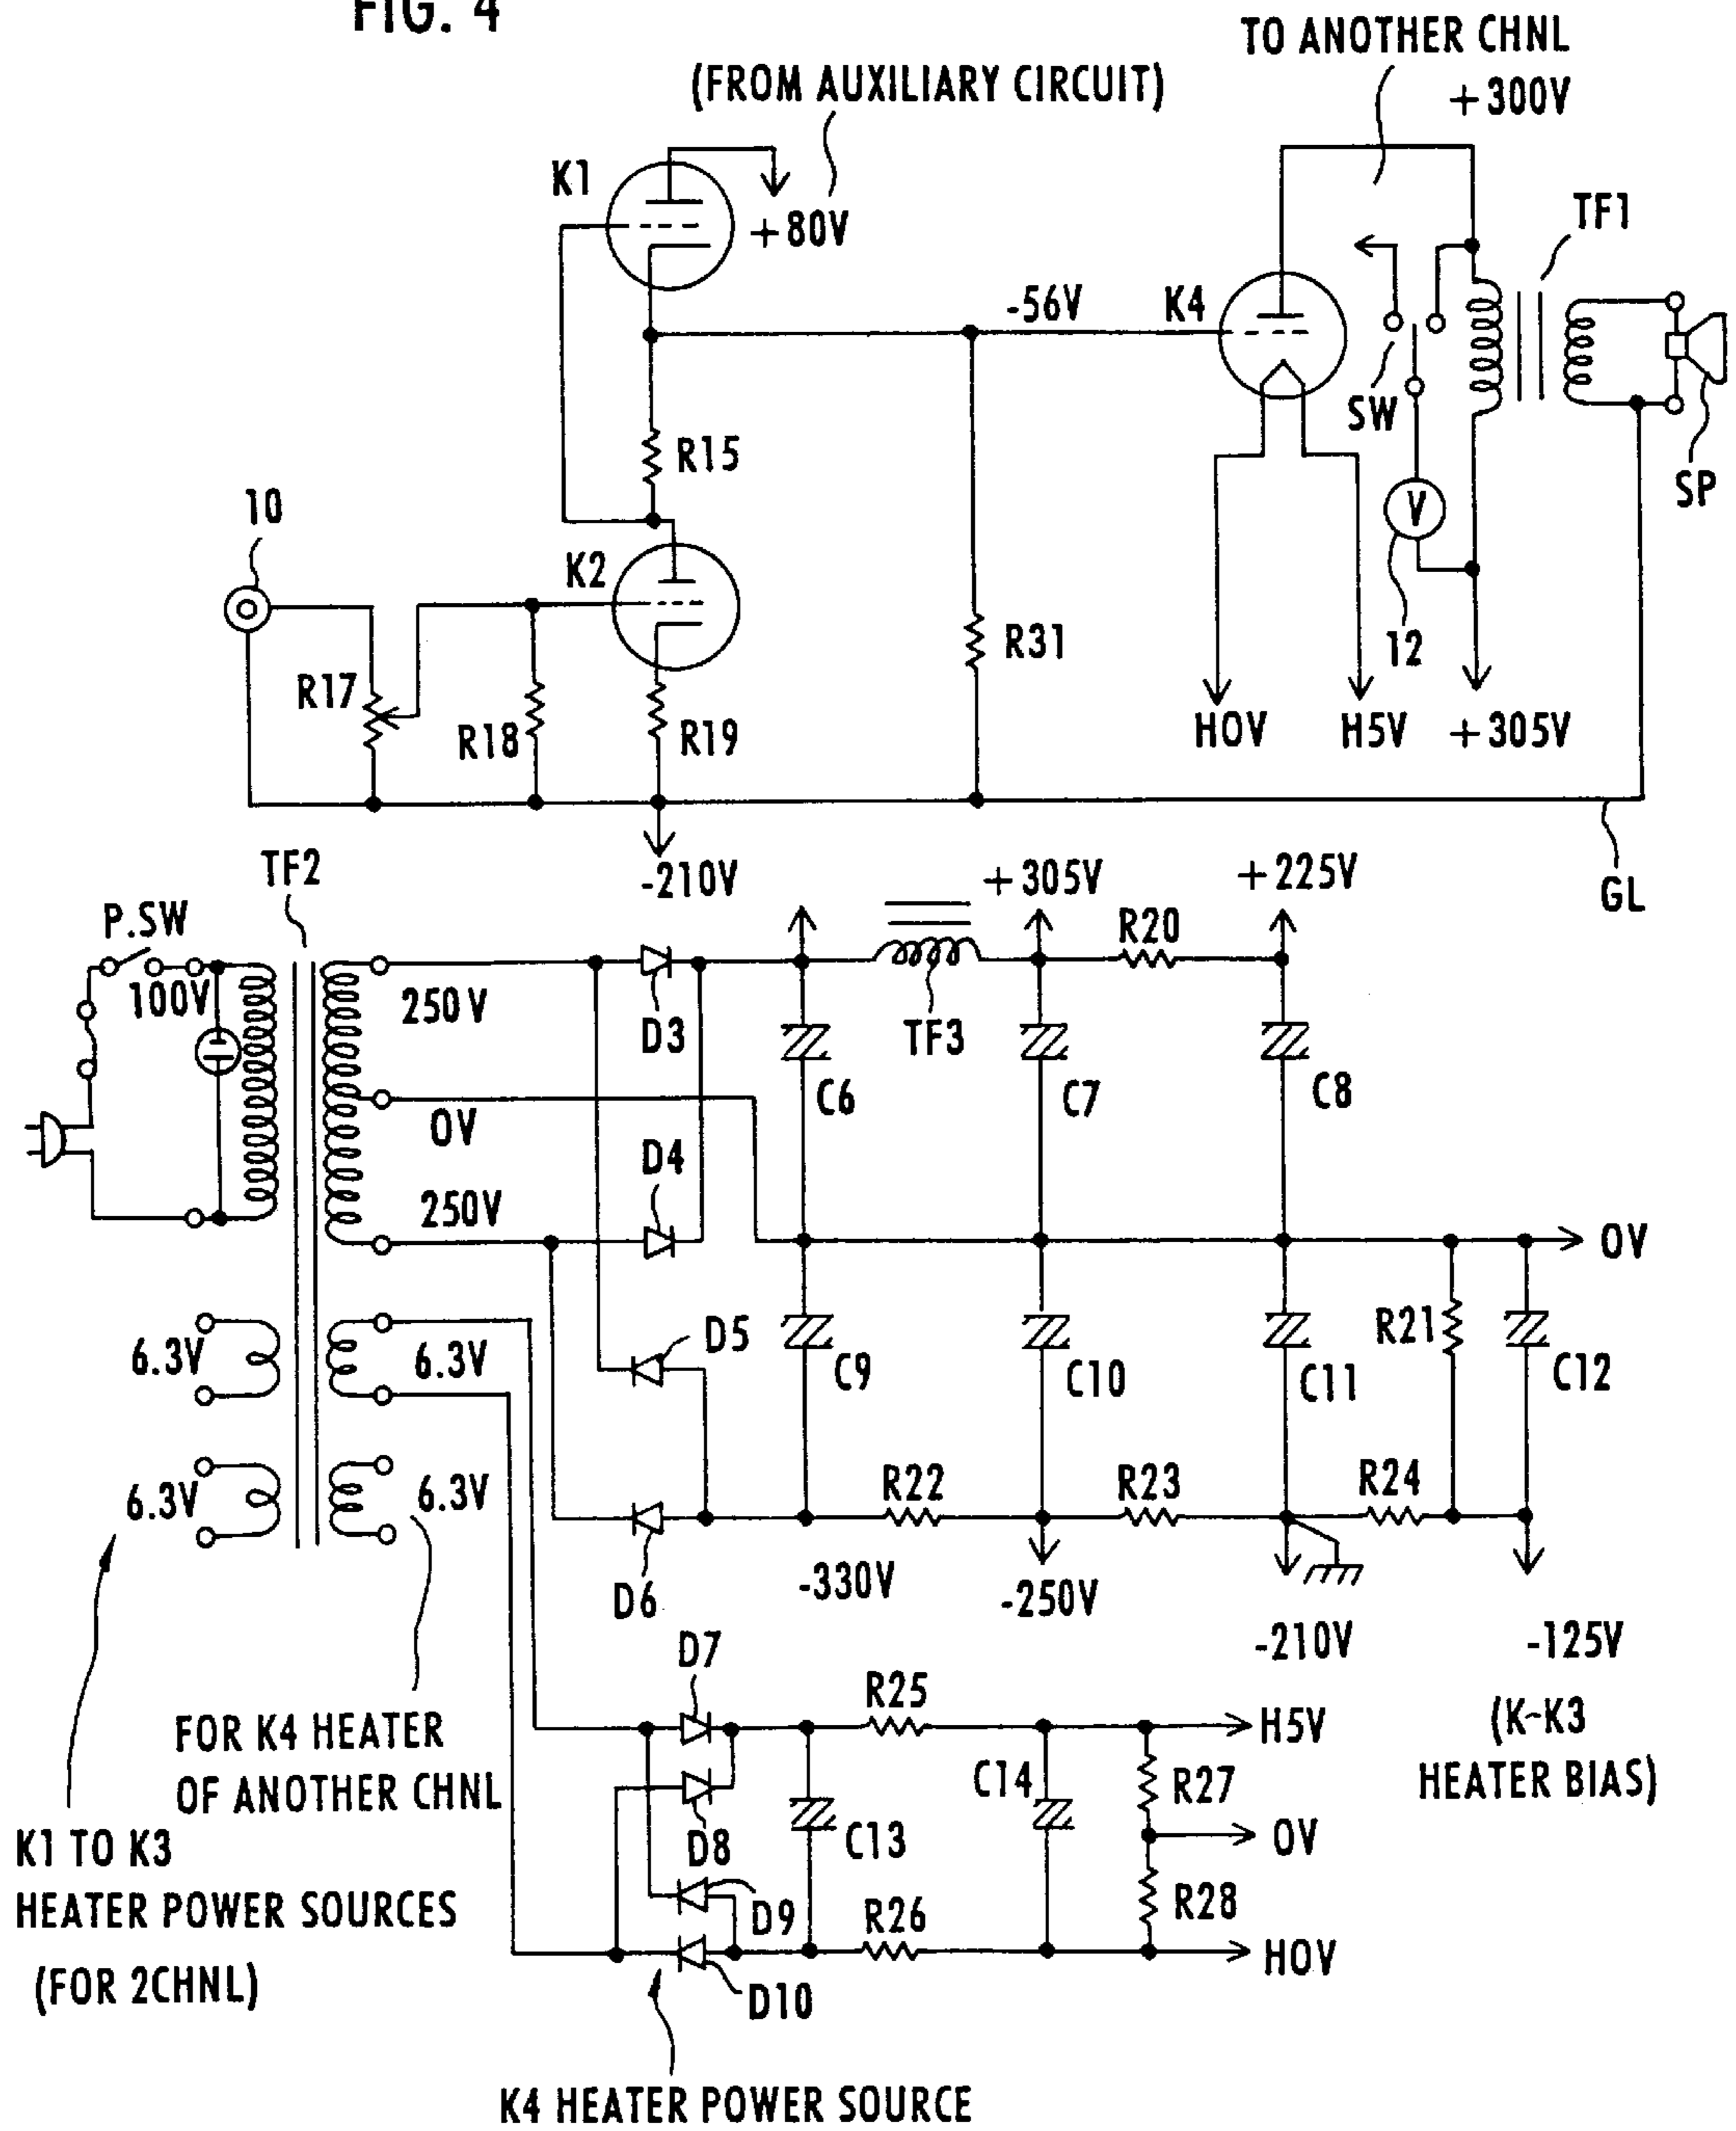 FIG. 4
TO ANOTHER CHNL
(FROM AUXILIARY CIRCUIT)
+300V
K1
+80V
TF1
-56V
K4
SW
R15
SP
10
V
K2
R31
12
R17
R18
R19
H0V
H5V
+305V
-210V
GL
TF2
+305V
+225V
P.SW
R20
100V
250V
D3
TF3
C6
C7
C8
0V
D4
250V
0V
D5
R21
6.3V
6.3V
C9
C10
C11
C12
R22
R23
R24
6.3V
6.3V
D6
-330V
-250V
-210V
-125V
D7
R25
FOR K4 HEATER
OF ANOTHER CHNL
H5V
(K~K3
HEATER BIAS)
C14
R27
D8
C13
0V
K1 TO K3
HEATER POWER SOURCES
(FOR 2CHNL)
D9
R26
R28
H0V
D10
K4 HEATER POWER SOURCE